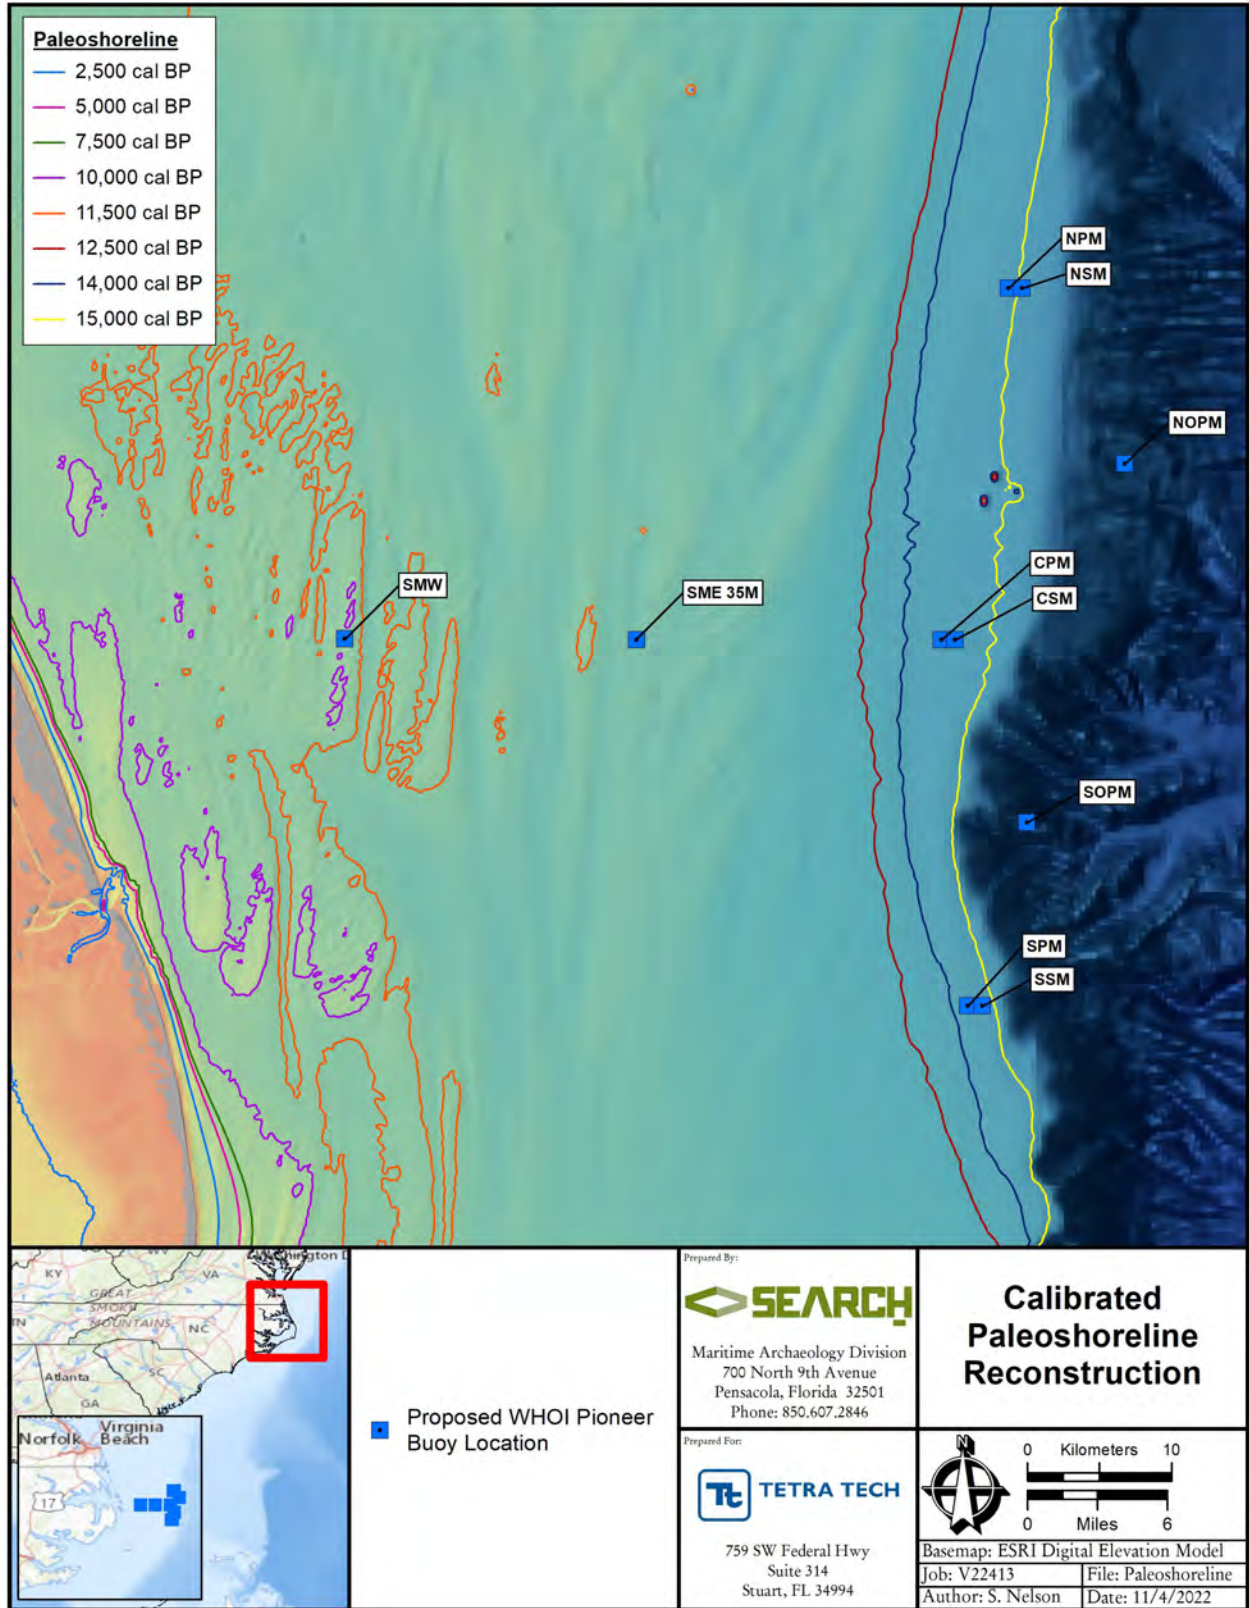 Paleoshoreline
2,500 cal BP
5,000 cal BP
7,500 cal BP
10,000 cal BP
11,500 cal BP
12,500 cal BP
14,000 cal BP
15,000 cal BP
NPM
NSM
NOPM
CPM
CSM
SMW
SME 35M
SOPM
SPM
SSM
KY
VA
GREAT
SMOKY
MOUNTAINS
NC
TN
Atlanta
SC
GA
Norfolk
Virginia
Beach
17
Proposed WHOI Pioneer
Buoy Location
Prepared By:
SEARCH
Maritime Archaeology Division
700 North 9th Avenue
Pensacola, Florida 32501
Phone: 850.607.2846
Prepared For:
Tt TETRA TECH
759 SW Federal Hwy
Suite 314
Stuart, FL 34994
Calibrated
Paleoshoreline
Reconstruction
N
0 Kilometers 10
0 Miles 6
Basemap: ESRI Digital Elevation Model
Job: V22413
File: Paleoshoreline
Author: S. Nelson
Date: 11/4/2022